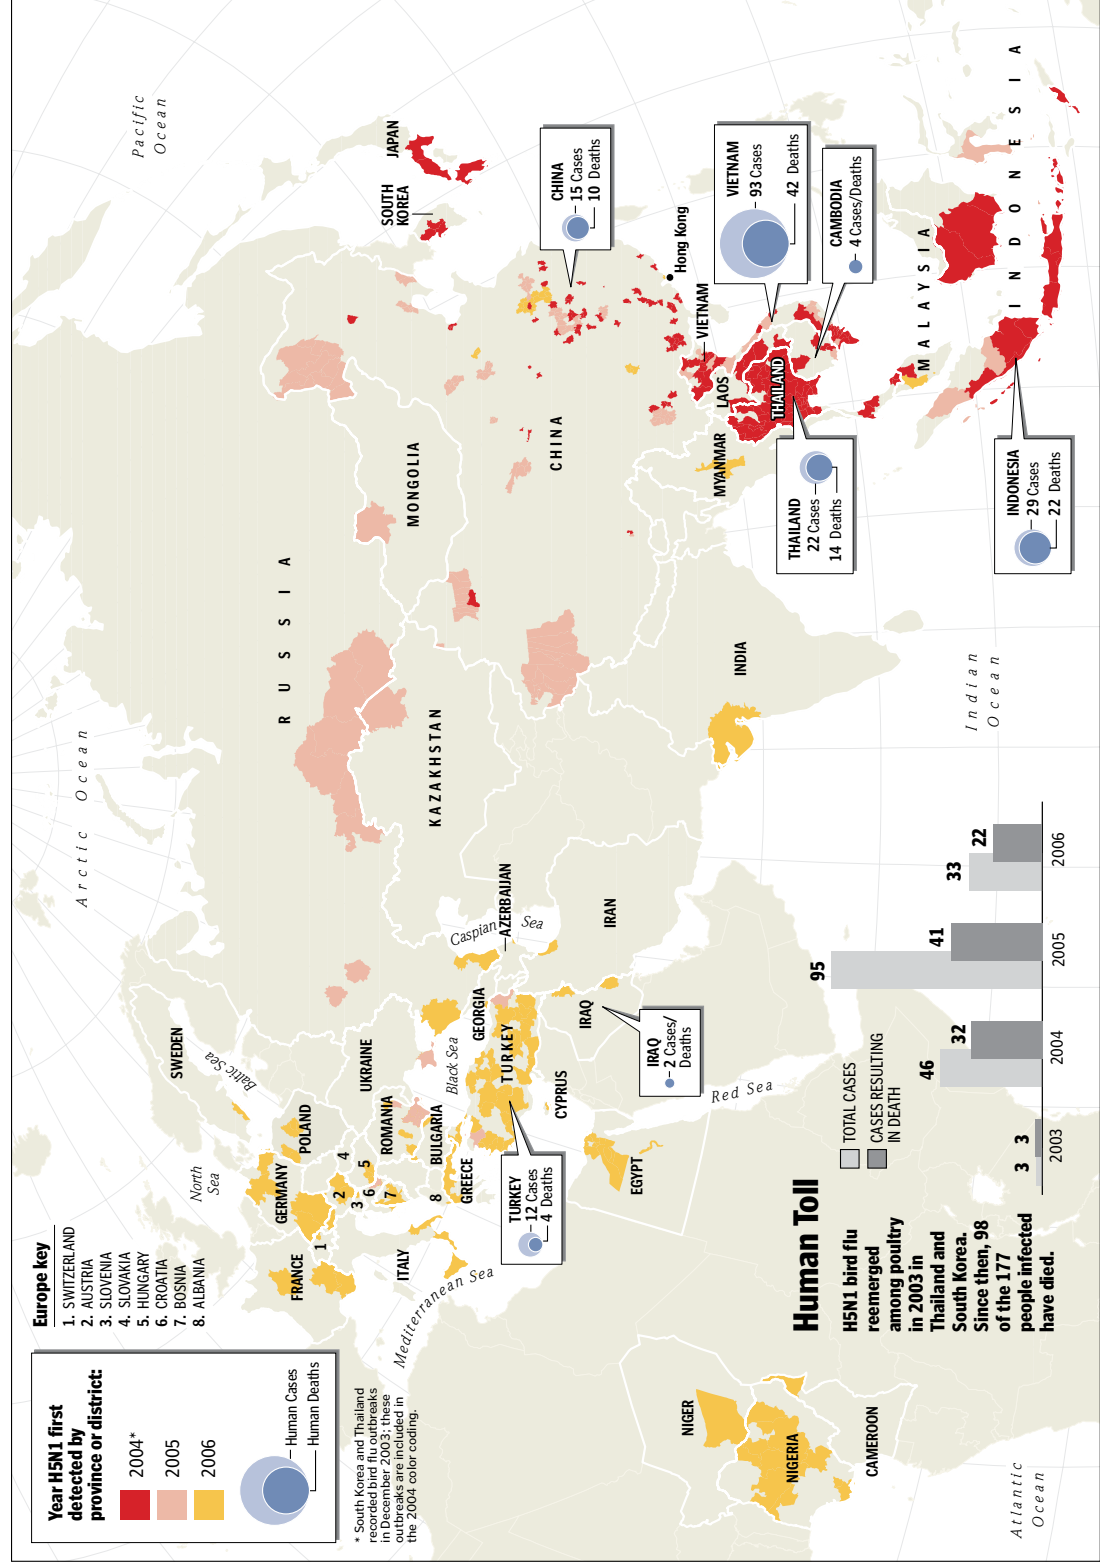 Year H5N1 first
detected by
province or district:
2004*
2005
2006
Human Cases
Human Deaths
* South Korea and Thailand
recorded bird flu outbreaks
in December 2003; these
outbreaks are included in
the 2004 color coding.
Europe key
1. SWITZERLAND
2. AUSTRIA
3. SLOVENIA
4. SLOVAKIA
5. HUNGARY
6. CROATIA
7. BOSNIA
8. ALBANIA
Arctic Ocean
Pacific
Ocean
North
Sea
Baltic Sea
SWEDEN
RUSSIA
GERMANY
POLAND
FRANCE
1
2
3
4
5
6
7
8
UKRAINE
ROMANIA
BULGARIA
ITALY
GREECE
Mediterranean Sea
Black Sea
GEORGIA
TURKEY
CYPRUS
Caspian
Sea
AZERBAIJAN
KAZAKHSTAN
MONGOLIA
CHINA
SOUTH
KOREA
JAPAN
CHINA
15 Cases
10 Deaths
TURKEY
12 Cases
4 Deaths
IRAQ
IRAN
IRAQ
2 Cases/
Deaths
EGYPT
Red Sea
INDIA
MYANMAR
LAOS
VIETNAM
Hong Kong
THAILAND
VIETNAM
93 Cases
42 Deaths
CAMBODIA
4 Cases/Deaths
THAILAND
22 Cases
14 Deaths
MALAYSIA
INDONESIA
INDONESIA
29 Cases
22 Deaths
Indian
Ocean
NIGER
NIGERIA
CAMEROON
Atlantic
Ocean
Human Toll
H5N1 bird flu
reemerged
among poultry
in 2003 in
Thailand and
South Korea.
Since then, 98
of the 177
people infected
have died.
TOTAL CASES
CASES RESULTING
IN DEATH
3 3
46 32
95 41
33 22
2003 2004 2005 2006